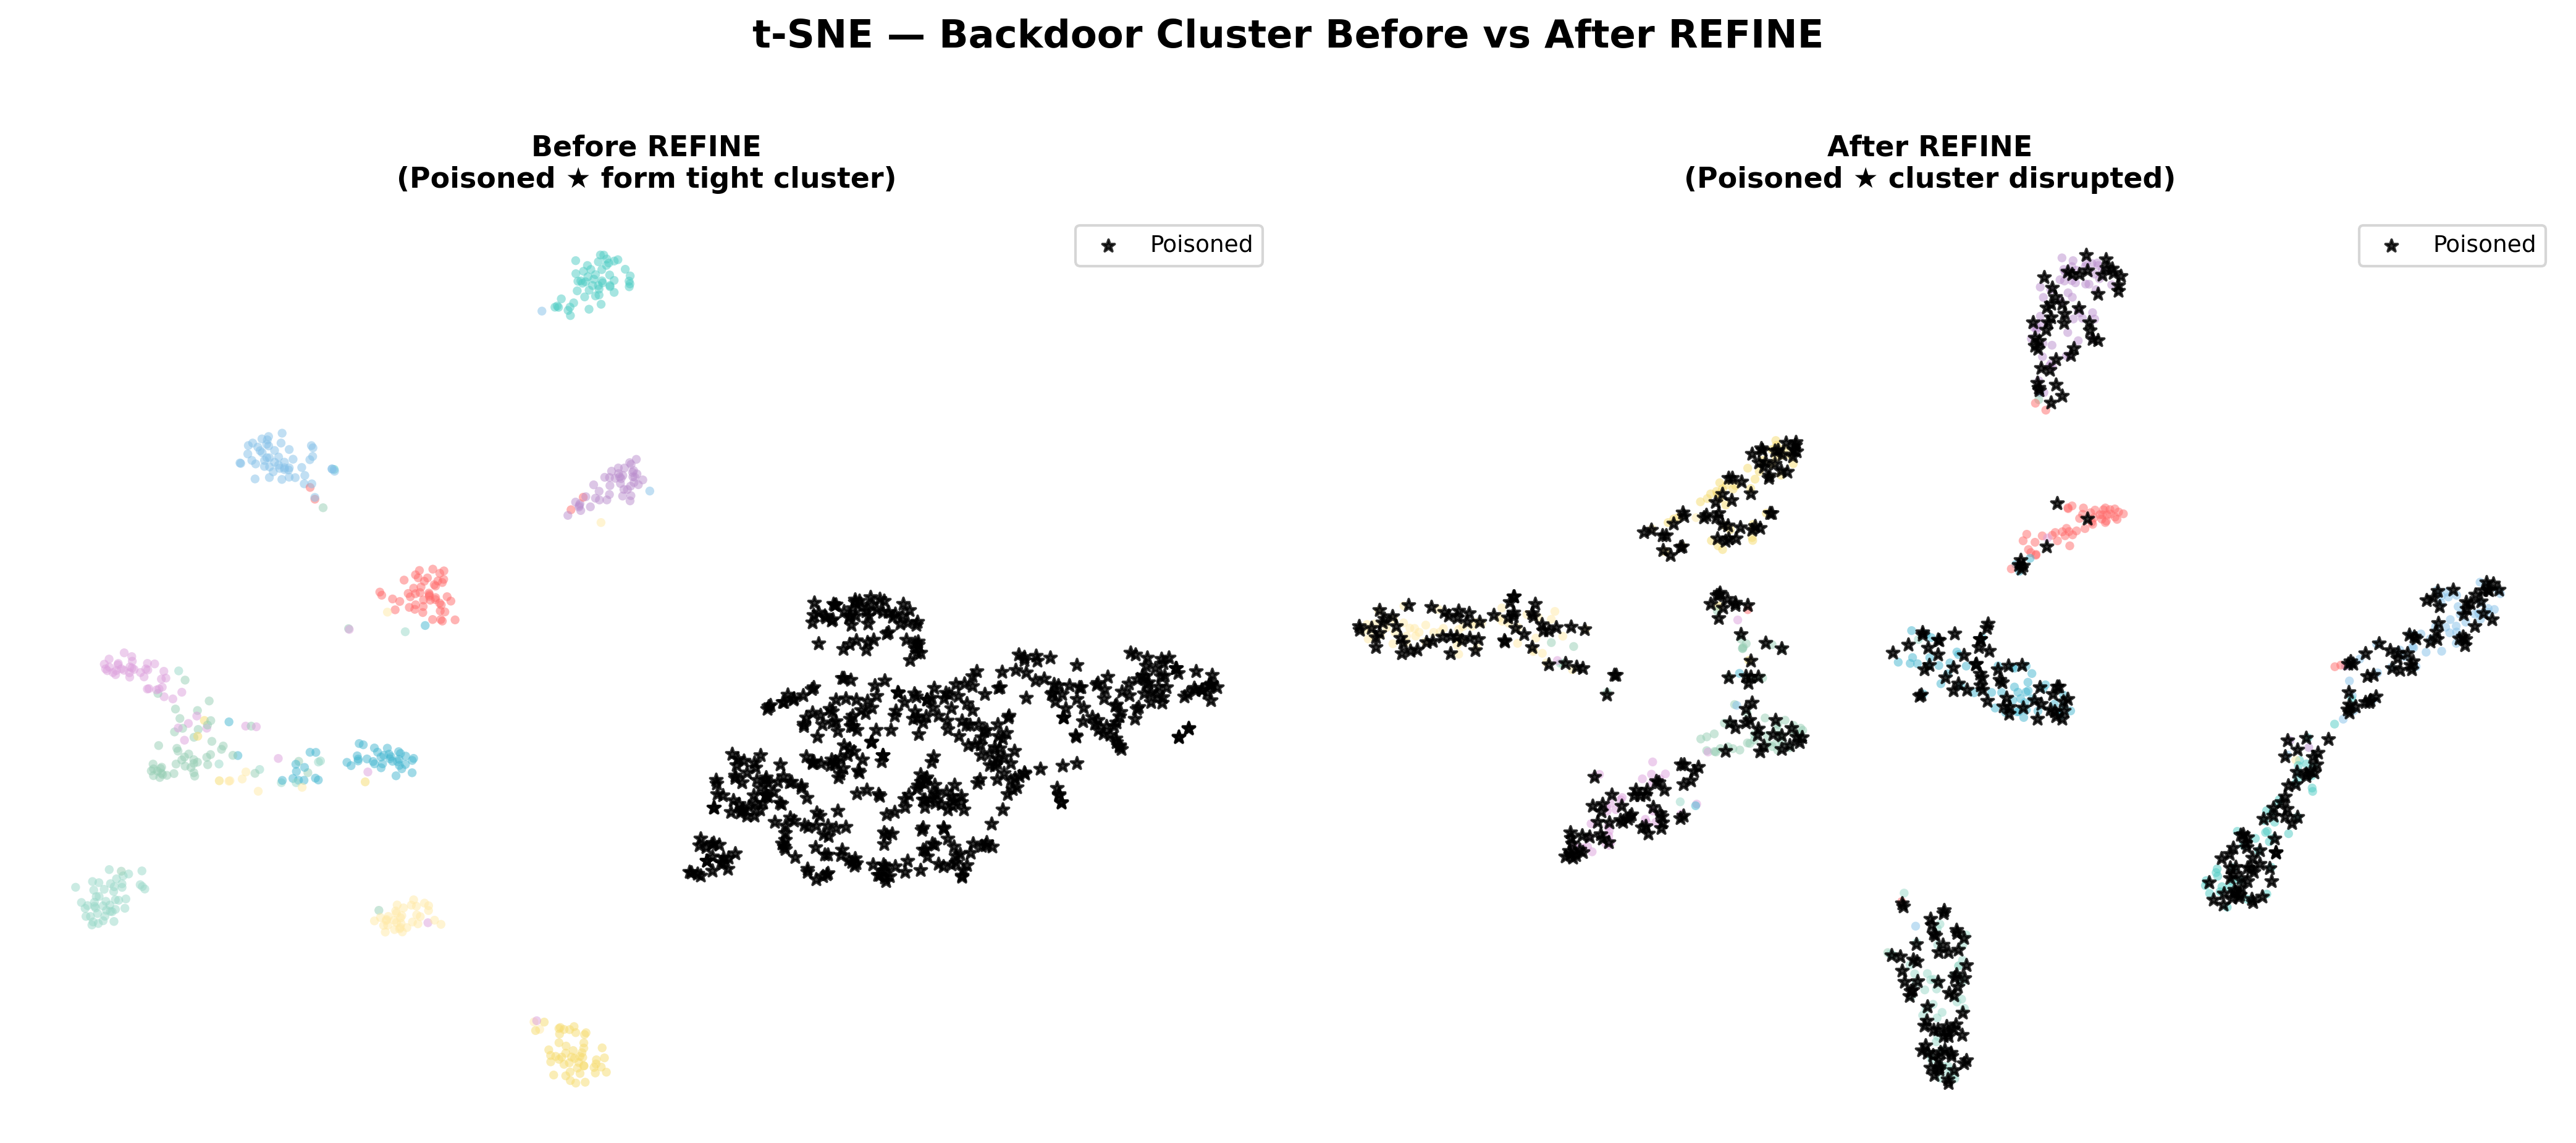 t-SNE — Backdoor Cluster Before vs After REFINE
Before REFINE
(Poisoned ★ form tight cluster)
★ Poisoned
After REFINE
(Poisoned ★ cluster disrupted)
★ Poisoned